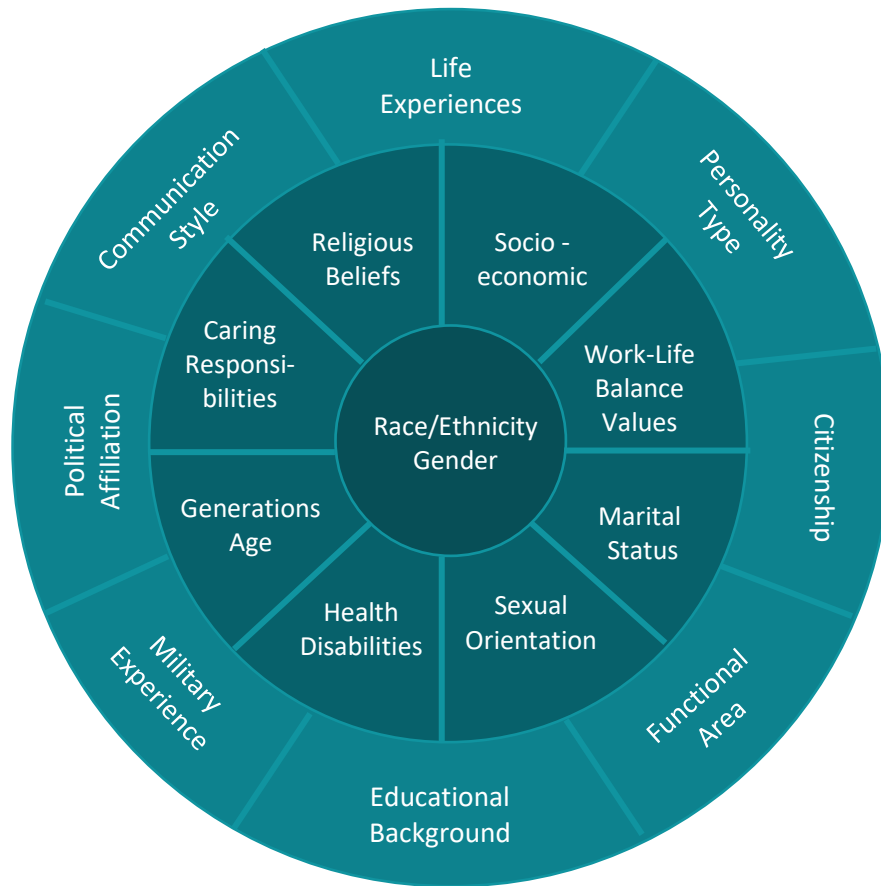 Life
Experiences
Personality
Type
Citizenship
Functional
Area
Educational
Background
Military
Experience
Political
Affiliation
Communication
Style
Religious
Beliefs
Socio -
economic
Work-Life
Balance
Values
Marital
Status
Sexual
Orientation
Health
Disabilities
Generations
Age
Caring
Responsi-
bilities
Race/Ethnicity
Gender